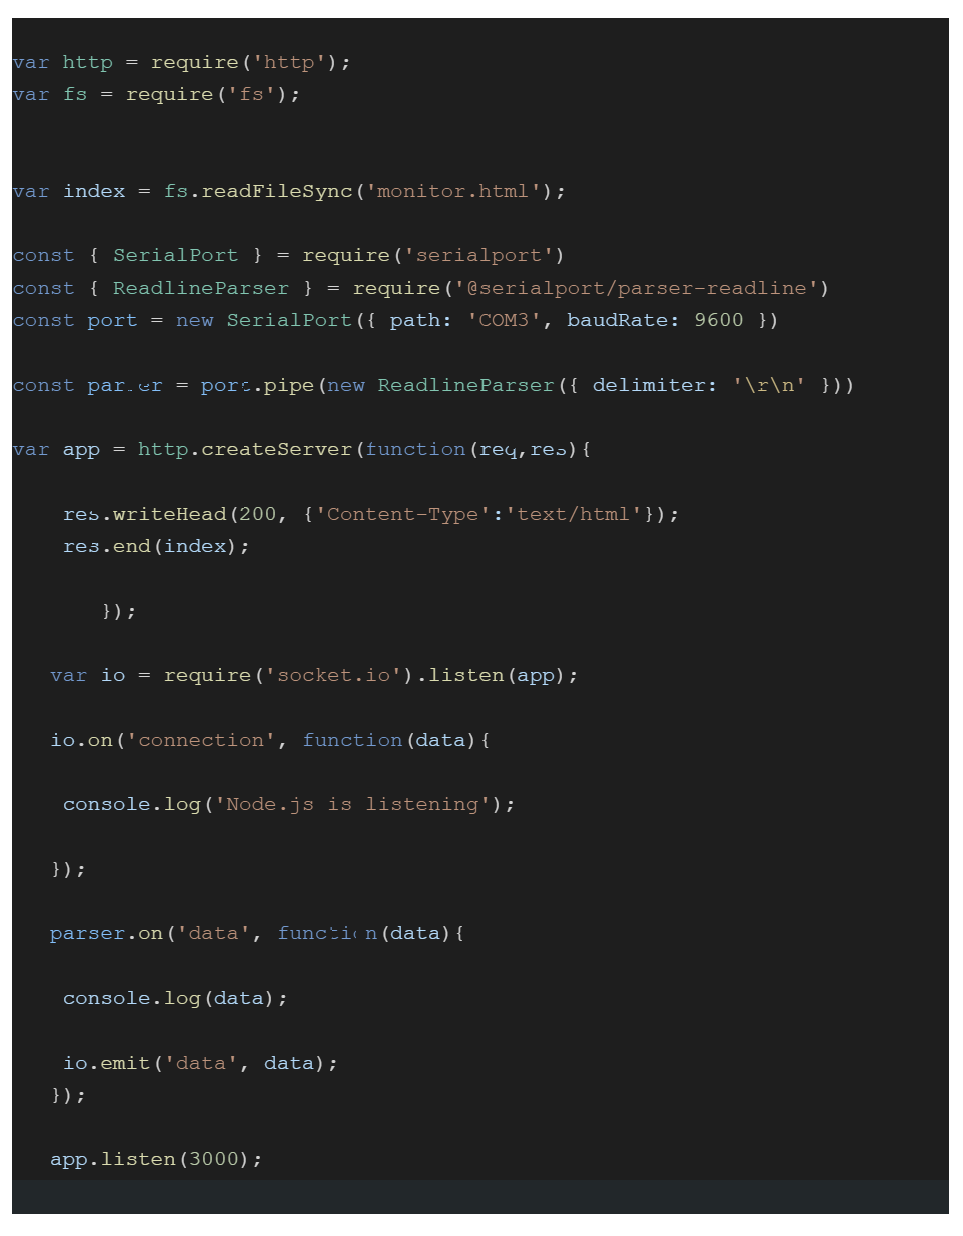 var http = require('http');
var fs = require('fs');
var index = fs.readFileSync('monitor.html');
const { SerialPort } = require('serialport')
const { ReadlineParser } = require('@serialport/parser-readline')
const port = new SerialPort({ path: 'COM3', baudRate: 9600 })
const parser = port.pipe(new ReadlineParser({ delimiter: '\r\n' }))
var app = http.createServer(function(req,res){
res.writeHead(200, {'Content-Type':'text/html'});
res.end(index);
});
var io = require('socket.io').listen(app);
io.on('connection', function(data){
console.log('Node.js is listening');
});
parser.on('data', function(data){
console.log(data);
io.emit('data', data);
});
app.listen(3000);